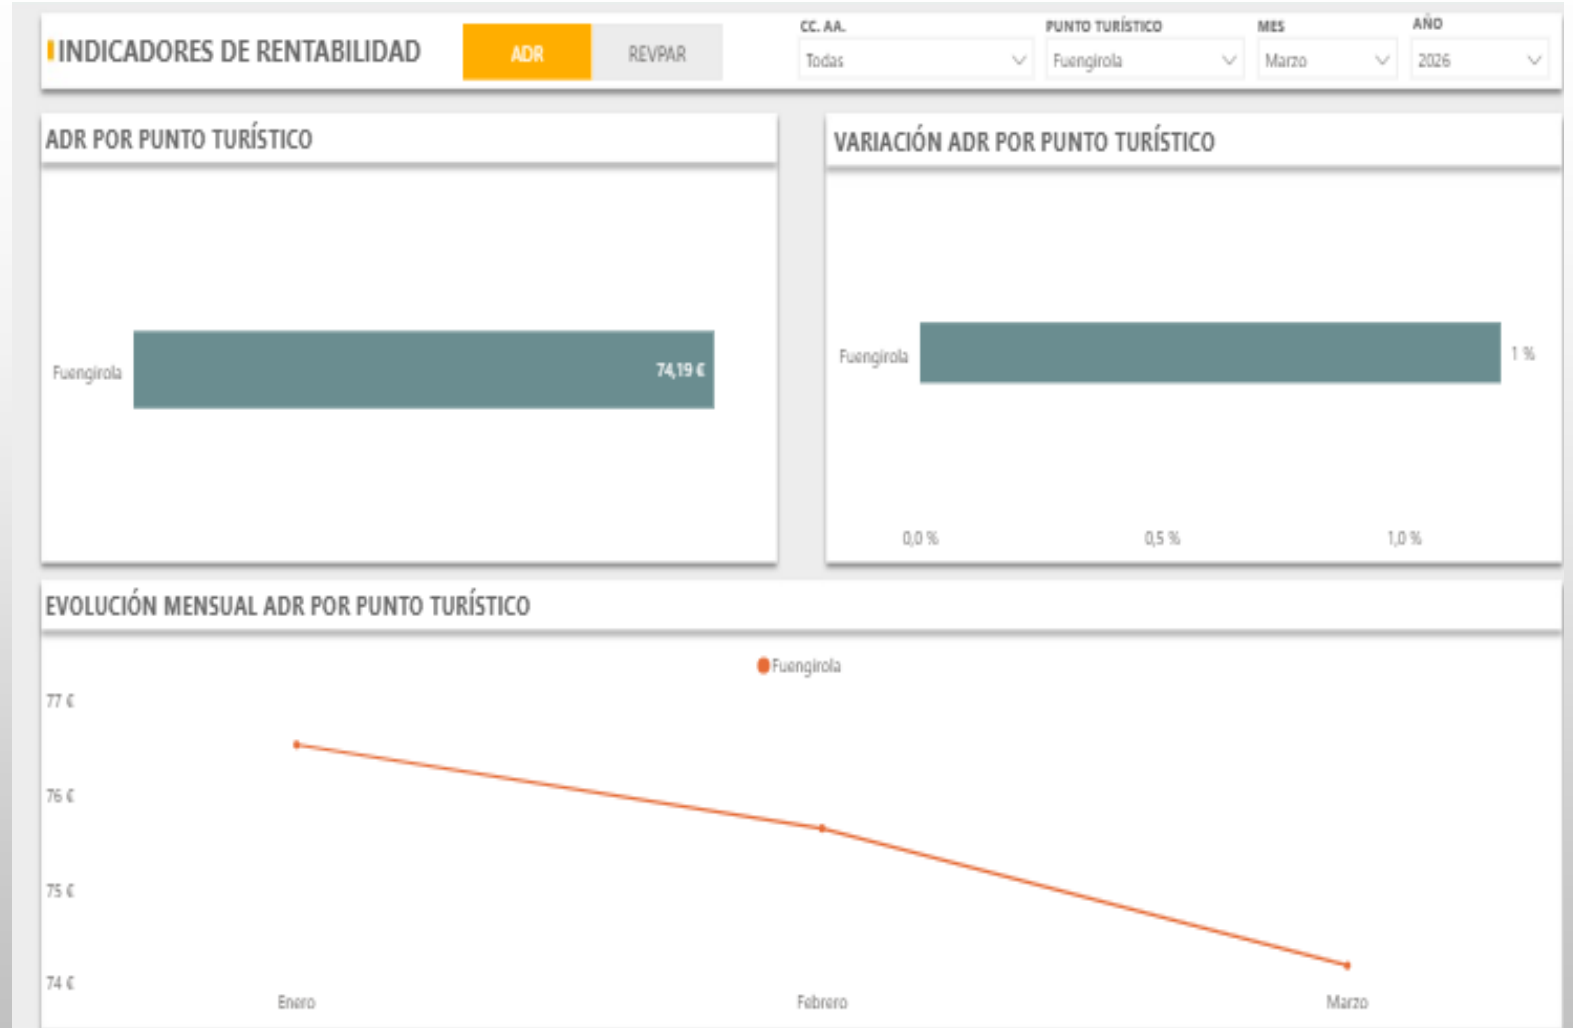 INDICADORES DE RENTABILIDAD
ADR
REVPAR
CC. AA.
Todas
PUNTO TURÍSTICO
Fuengirola
MES
Marzo
AÑO
2026
ADR POR PUNTO TURÍSTICO
Fuengirola
74,19 €
VARIACIÓN ADR POR PUNTO TURÍSTICO
Fuengirola
1 %
0,0 %
0,5 %
1,0 %
EVOLUCIÓN MENSUAL ADR POR PUNTO TURÍSTICO
Fuengirola
77 €
76 €
75 €
74 €
Enero
Febrero
Marzo